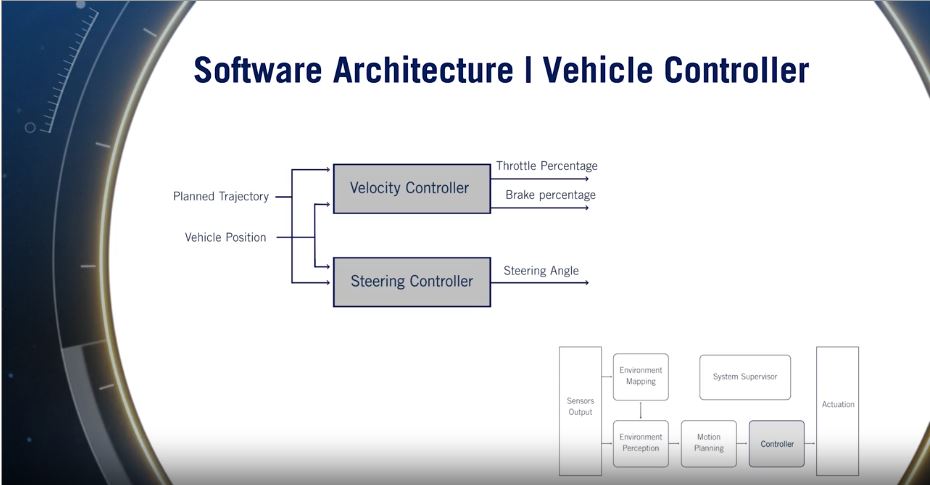 Software Architecture | Vehicle Controller
Throttle Percentage
Planned Trajectory
Velocity Controller
Brake percentage
Vehicle Position
Steering Controller
Steering Angle
Sensors
Output
Environment
Mapping
System Supervisor
Actuation
Environment
Perception
Motion
Planning
Controller